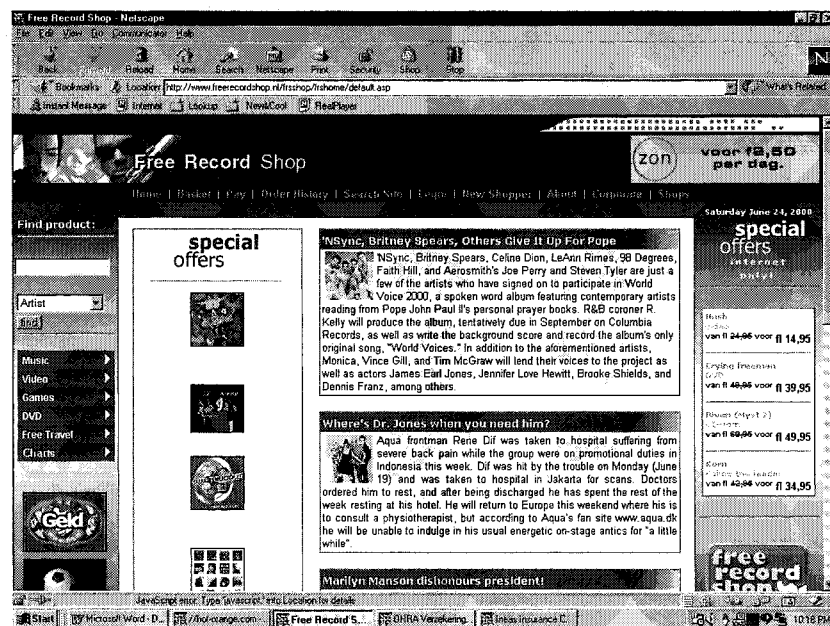 Free Record Shop - Netscape
File Edit View Go Communicator Help
Back Reload Home Search Netscape Print Security Shop Stop
Bookmarks Location: http://www.freerecordshop.nl/frsshop/frshome/default.asp What's Related
Instant Message Internet Lookup New&Cool RealPlayer
Free Record Shop
zon
voor f2,50
per dag.
Home | Basket | Pay | Order History | Search Site | Login | New Shopper | About | Corporate | Shops
Saturday June 24, 2000
Find product:
Artist
find
Music
Video
Games
DVD
Free Travel
Charts
Geld
special
offers
'NSync, Britney Spears, Others Give It Up For Pope
'NSync, Britney Spears, Celine Dion, LeAnn Rimes, 98 Degrees,
Faith Hill, and Aerosmith's Joe Perry and Steven Tyler are just a
few of the artists who have signed on to participate in World
Voice 2000, a spoken word album featuring contemporary artists
reading from Pope John Paul II's personal prayer books. R&B coroner R.
Kelly will produce the album, tentatively due in September on Columbia
Records, as well as write the background score and record the album's only
original song, "World Voices." In addition to the aforementioned artists,
Monica, Vince Gill, and Tim McGraw will lend their voices to the project as
well as actors James Earl Jones, Jennifer Love Hewitt, Brooke Shields, and
Dennis Franz, among others.
Where's Dr. Jones when you need him?
Aqua frontman Rene Dif was taken to hospital suffering from
severe back pain while the group were on promotional duties in
Indonesia this week. Dif was hit by the trouble on Monday (June
19) and was taken to hospital in Jakarta for scans. Doctors
ordered him to rest, and after being discharged he has spent the rest of the
week resting at his hotel. He will return to Europe this weekend where his is
to consult a physiotherapist, but according to Aqua's fan site www.aqua.dk
he will be unable to indulge in his usual energetic on-stage antics for "a little
while".
Marilyn Manson dishonours president!
special
offers
internet
only!
van fl 24,95 voor fl 14,95
Crying Freeman
DVD
van fl 49,95 voor fl 39,95
Riven (Myst 2)
van fl 69,95 voor fl 49,95
Korn
van fl 42,95 voor fl 34,95
free
record
shop
JavaScript error: Type 'javascript:' into Location for details
Start Microsoft Word - D... Free Record S... OHRA Verzekering... Ineas Insurance C... 10:18 PM